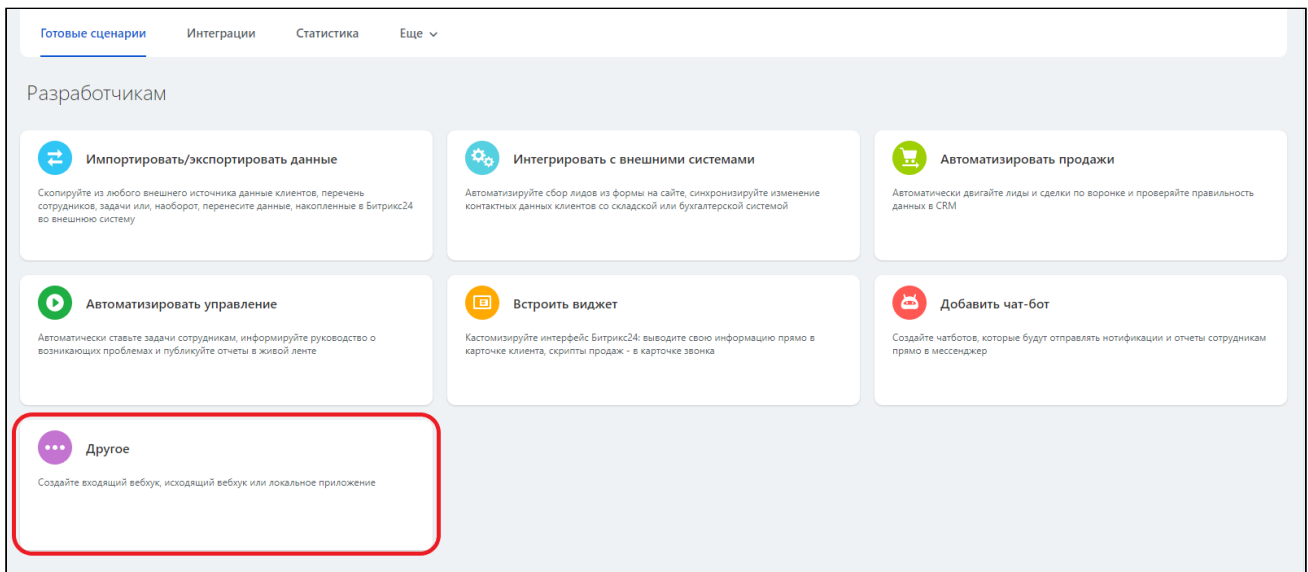 Готовые сценарии Интеграции Статистика Еще
Разработчикам
Импортировать/экспортировать данные
Скопируйте из любого внешнего источника данные клиентов, перечень
сотрудников, задачи или, наоборот, перенесите данные, накопленные в Битрикс24
во внешнюю систему
Интегрировать с внешними системами
Автоматизируйте сбор лидов из формы на сайте, синхронизируйте изменение
контактных данных клиентов со складской или бухгалтерской системой
Автоматизировать продажи
Автоматически двигайте лиды и сделки по воронке и проверяйте правильность
данных в CRM
Автоматизировать управление
Автоматически ставьте задачи сотрудникам, информируйте руководство о
возникающих проблемах и публикуйте отчеты в живой ленте
Встроить виджет
Кастомизируйте интерфейс Битрикс24: выводите свою информацию прямо в
карточке клиента, скрипты продаж - в карточке звонка
Добавить чат-бот
Создайте чатботов, которые будут отправлять нотификации и отчеты сотрудникам
прямо в мессенджер
Другое
Создайте входящий вебхук, исходящий вебхук или локальное приложение